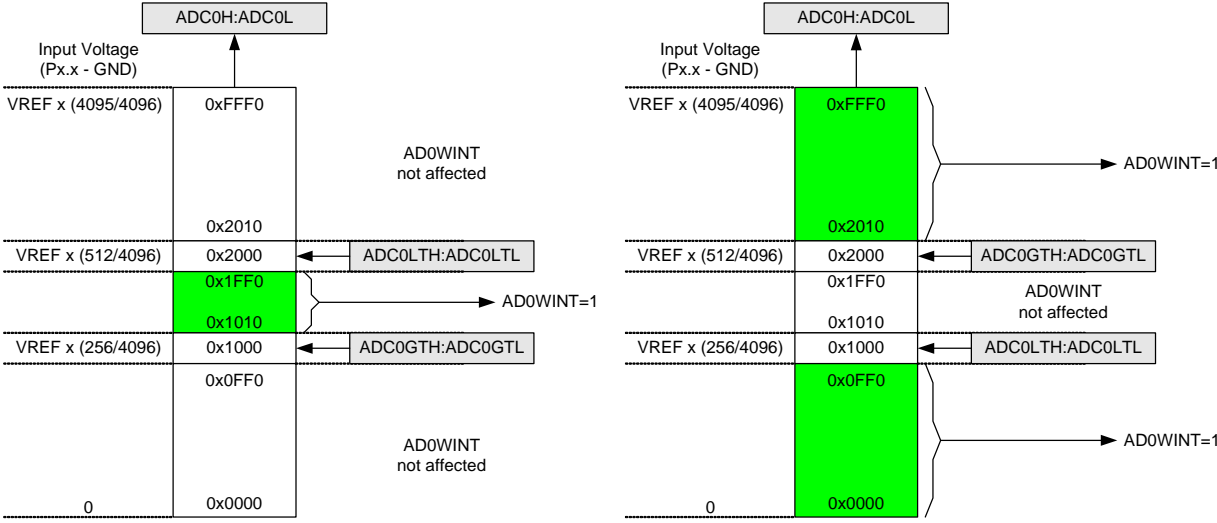 ADC0H:ADC0L
Input Voltage
(Px.x - GND)
VREF x (4095/4096)
0xFFF0
AD0WINT
not affected
0x2010
VREF x (512/4096)
0x2000
ADC0LTH:ADC0LTL
0x1FF0
AD0WINT=1
0x1010
VREF x (256/4096)
0x1000
ADC0GTH:ADC0GTL
0x0FF0
AD0WINT
not affected
0
0x0000
ADC0H:ADC0L
Input Voltage
(Px.x - GND)
VREF x (4095/4096)
0xFFF0
AD0WINT=1
0x2010
VREF x (512/4096)
0x2000
ADC0GTH:ADC0GTL
0x1FF0
AD0WINT
not affected
0x1010
VREF x (256/4096)
0x1000
ADC0LTH:ADC0LTL
0x0FF0
AD0WINT=1
0
0x0000